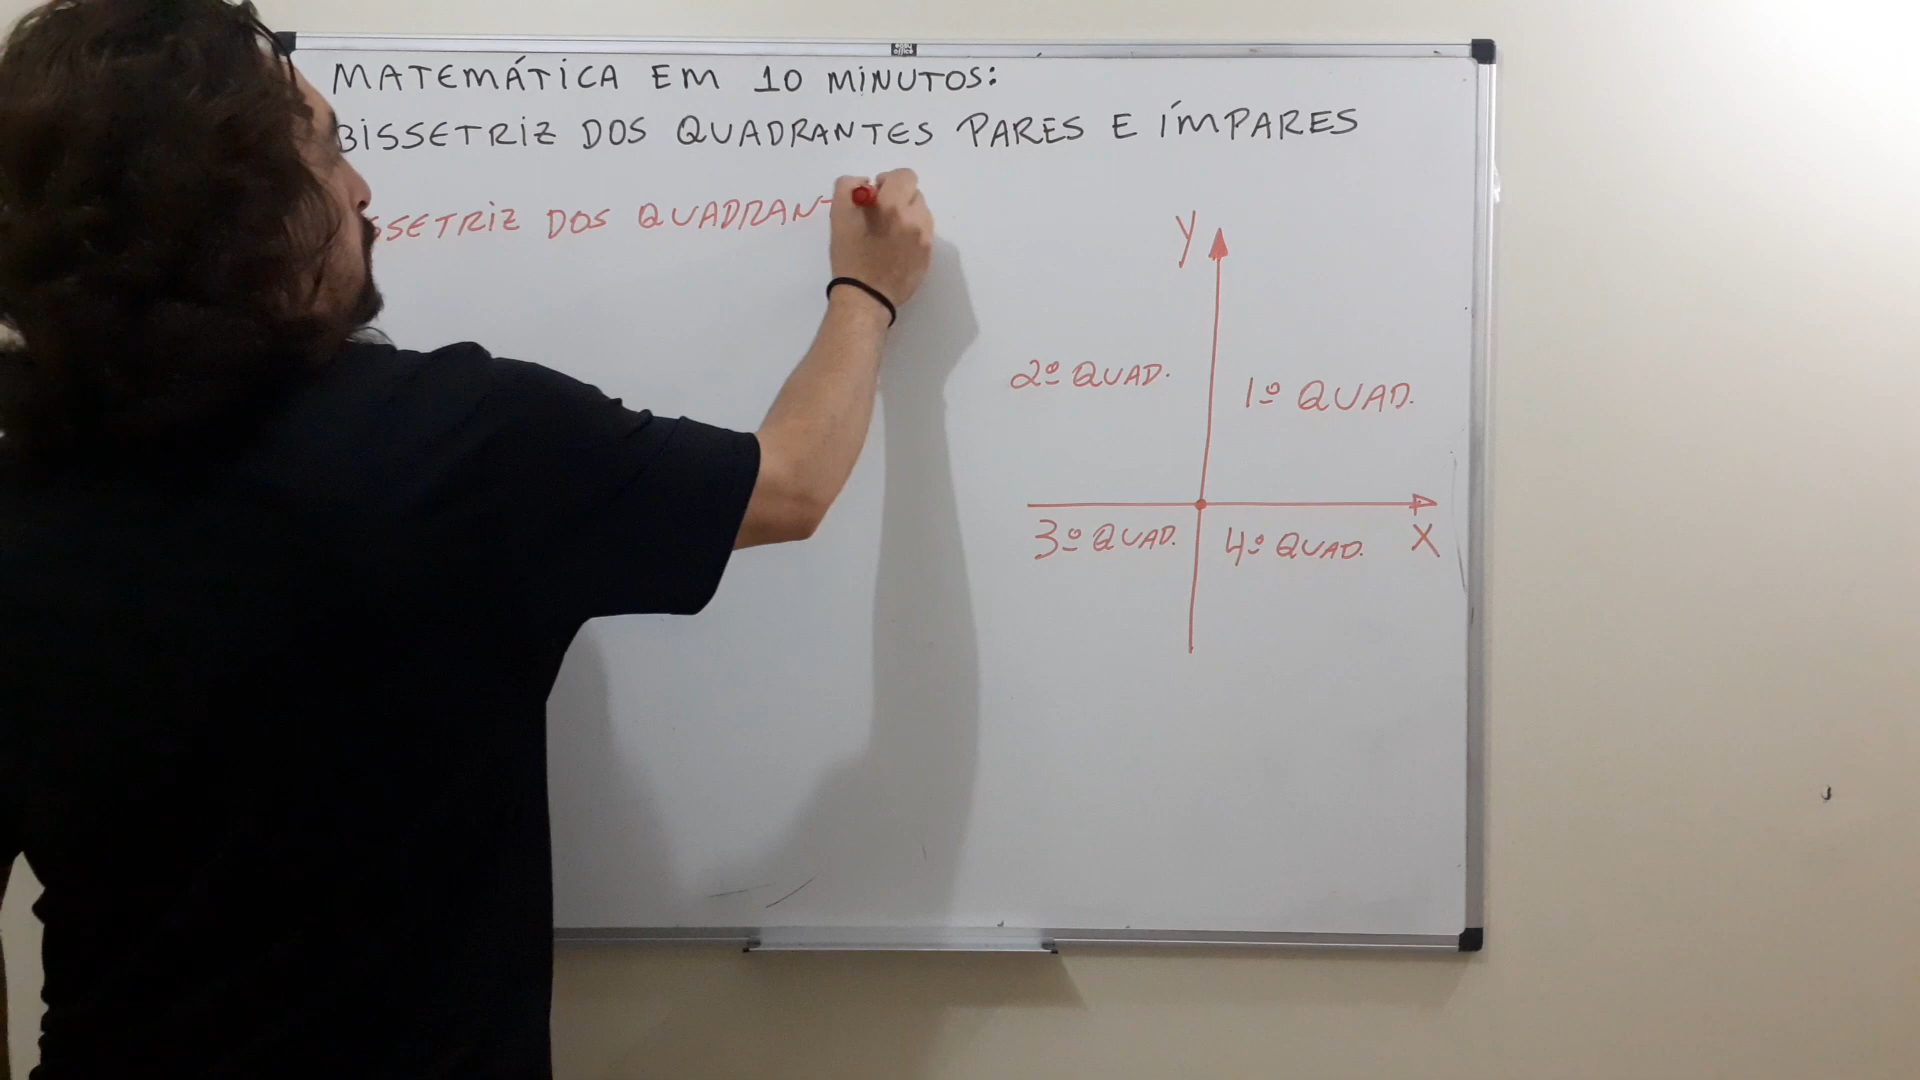 MATEMÁTICA EM 10 MINUTOS:
BISSETRIZ DOS QUADRANTES PARES E ÍMPARES
SSETRIZ DOS QUADRANT
Y
2º QUAD.
1º QUAD.
3º QUAD.
4º QUAD.
X